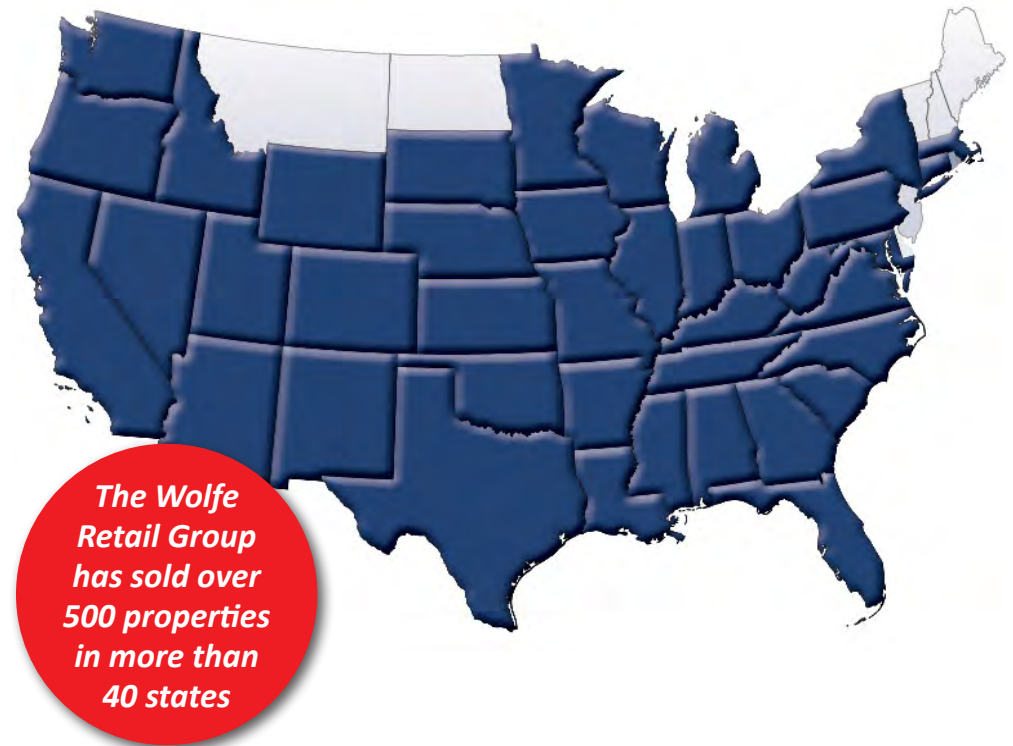 The Wolfe
Retail Group
has sold over
500 properties
in more than
40 states